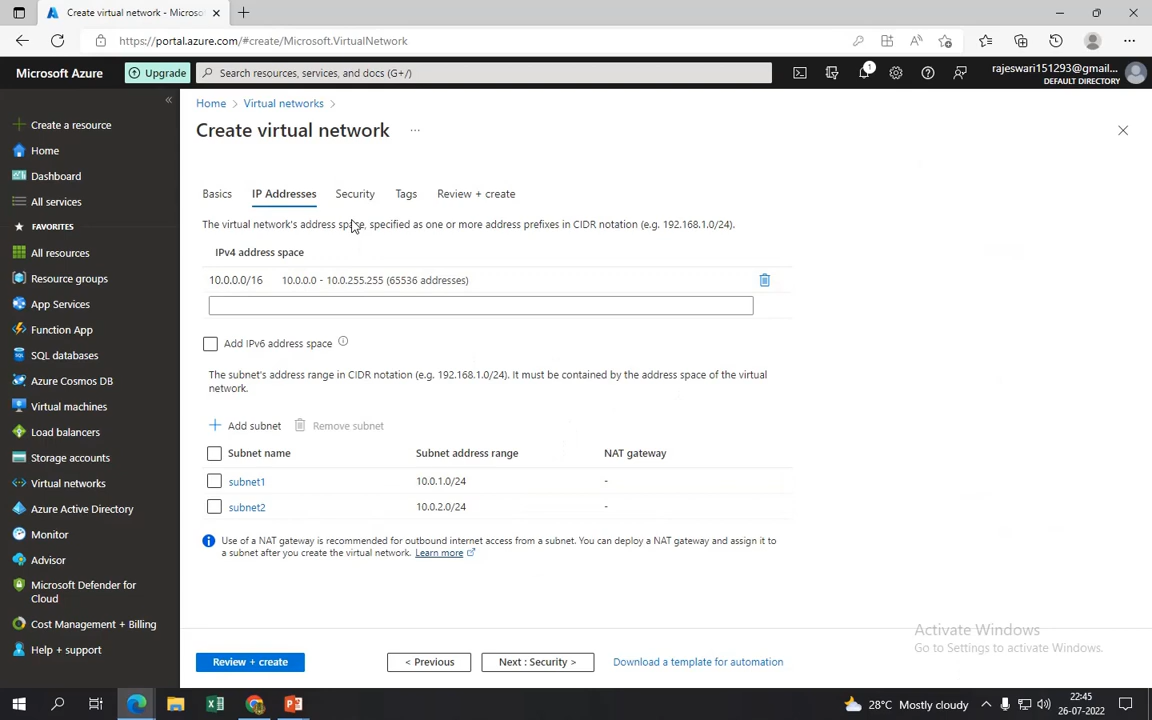 Create virtual network - Microso
https://portal.azure.com/#create/Microsoft.VirtualNetwork
Microsoft Azure
Upgrade
Search resources, services, and docs (G+/)
1
rajeswari151293@gmail....
DEFAULT DIRECTORY
Create a resource
Home
Dashboard
All services
FAVORITES
All resources
Resource groups
App Services
Function App
SQL databases
Azure Cosmos DB
Virtual machines
Load balancers
Storage accounts
Virtual networks
Azure Active Directory
Monitor
Advisor
Microsoft Defender for
Cloud
Cost Management + Billing
Help + support
Home > Virtual networks >
Create virtual network ...
Basics IP Addresses Security Tags Review + create
The virtual network's address space, specified as one or more address prefixes in CIDR notation (e.g. 192.168.1.0/24).
IPv4 address space
10.0.0.0/16 10.0.0.0 - 10.0.255.255 (65536 addresses)
Add IPv6 address space
The subnet's address range in CIDR notation (e.g. 192.168.1.0/24). It must be contained by the address space of the virtual
network.
+ Add subnet Remove subnet
Subnet name Subnet address range NAT gateway
subnet1 10.0.1.0/24 -
subnet2 10.0.2.0/24 -
Use of a NAT gateway is recommended for outbound internet access from a subnet. You can deploy a NAT gateway and assign it to
a subnet after you create the virtual network. Learn more
Activate Windows
Go to Settings to activate Windows.
Review + create < Previous Next : Security > Download a template for automation
28°C Mostly cloudy
22:45
26-07-2022